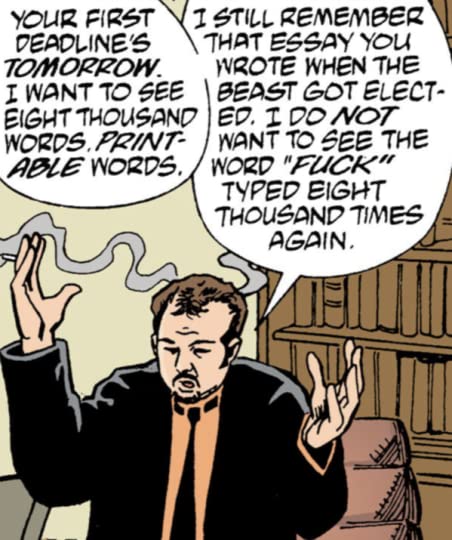 YOUR FIRST
DEADLINE'S
TOMORROW.
I WANT TO SEE
EIGHT THOUSAND
WORDS. PRINT-
ABLE WORDS.
I STILL REMEMBER
THAT ESSAY YOU
WROTE WHEN THE
BEAST GOT ELECT-
ED. I DO NOT
WANT TO SEE THE
WORD "FUCK"
TYPED EIGHT
THOUSAND TIMES
AGAIN.